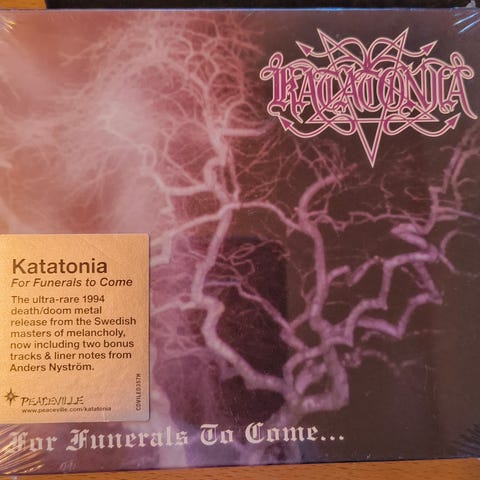 KATATONIA
Katatonia
For Funerals to Come
The ultra-rare 1994
death/doom metal
release from the Swedish
masters of melancholy,
now including two bonus
tracks & liner notes from
Anders Nyström.
PEACEVILLE
www.peaceville.com/katatonia
CDVILED357X
For Funerals To Come...